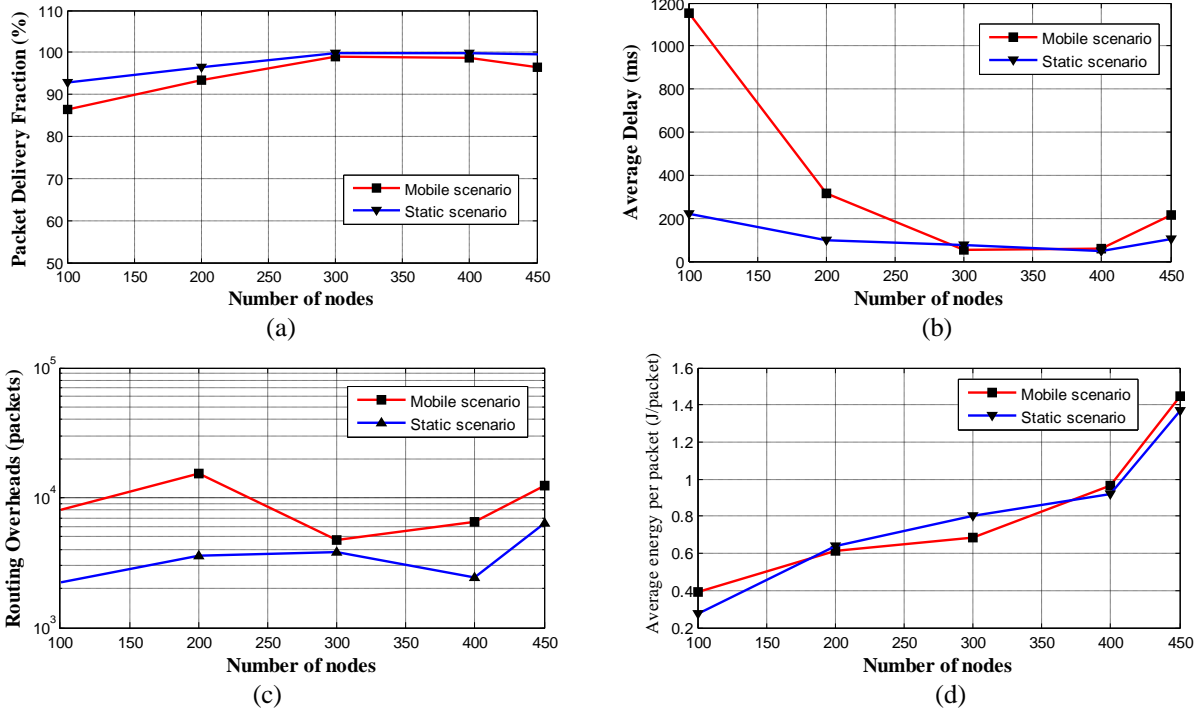 Packet Delivery Fraction (%)
110
100
90
80
70
60
50
Mobile scenario
Static scenario
100 150 200 250 300 350 400 450
Number of nodes
(a)
Average Delay (ms)
1200
1000
800
600
400
200
0
Mobile scenario
Static scenario
100 150 200 250 300 350 400 450
Number of nodes
(b)
Routing Overheads (packets)
10^5
10^4
10^3
Mobile scenario
Static scenario
100 150 200 250 300 350 400 450
Number of nodes
(c)
Average energy per packet (J/packet)
1.6
1.4
1.2
1
0.8
0.6
0.4
0.2
Mobile scenario
Static scenario
100 150 200 250 300 350 400 450
Number of nodes
(d)